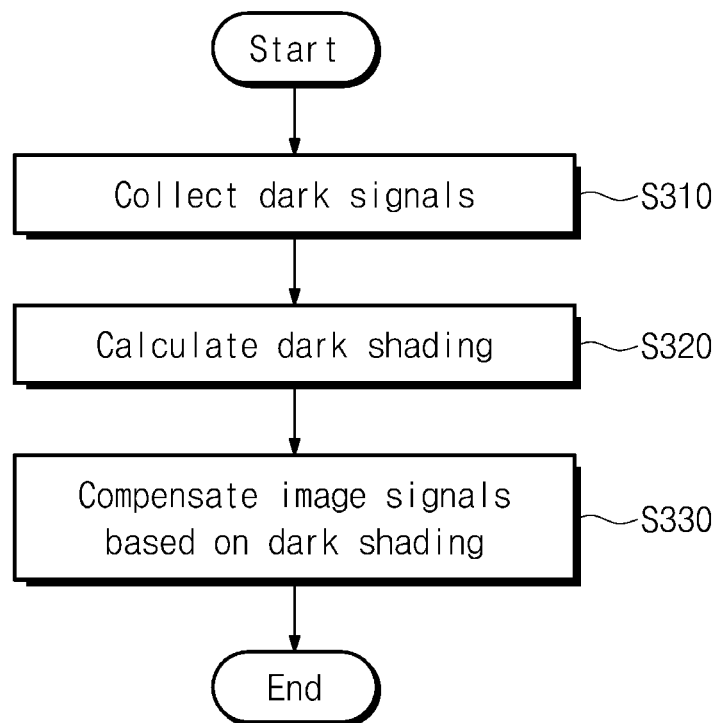 Start
Collect dark signals
S310
Calculate dark shading
S320
Compensate image signals
based on dark shading
S330
End